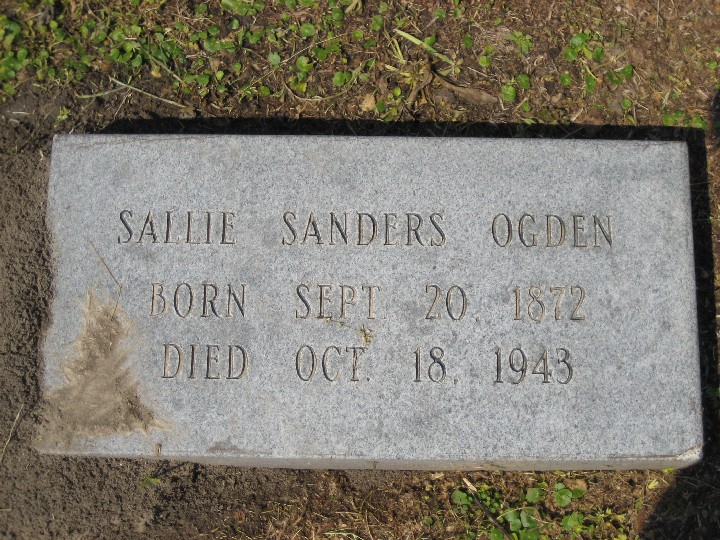 SALLIE SANDERS OGDEN
BORN SEPT. 20, 1872
DIED OCT. 18, 1943